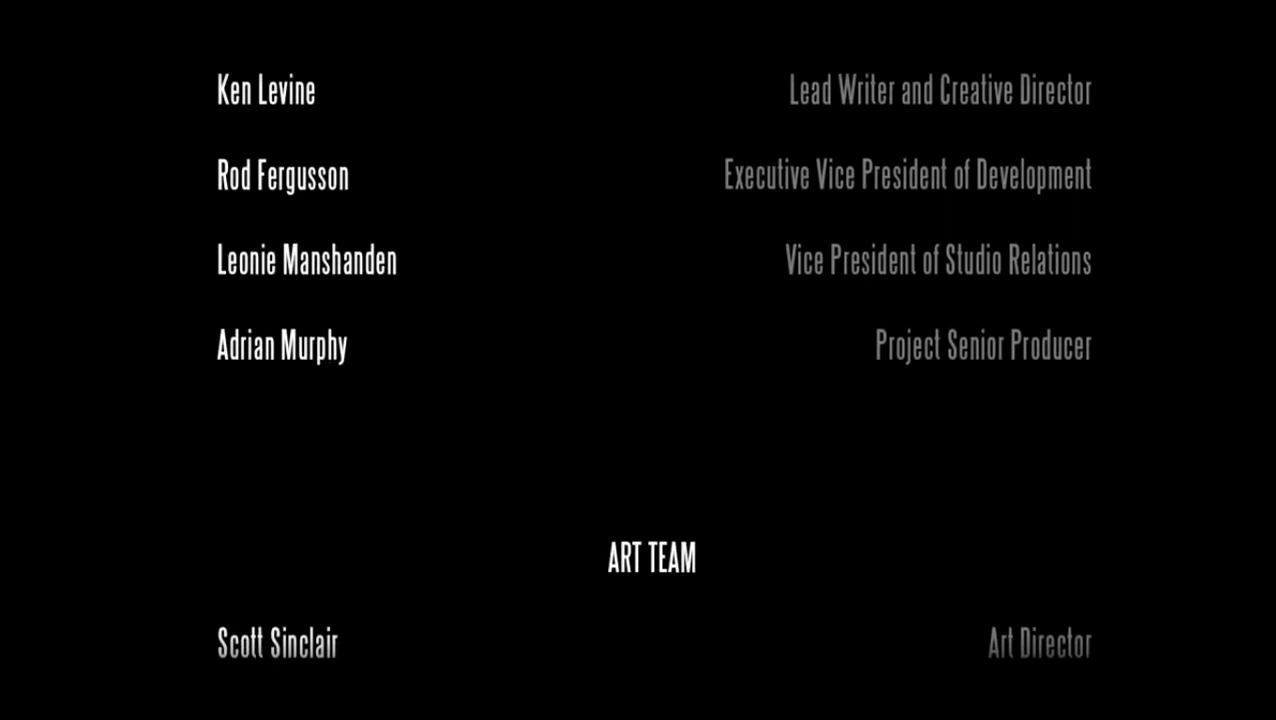 Ken Levine Lead Writer and Creative Director
Rod Fergusson Executive Vice President of Development
Leonie Manshanden Vice President of Studio Relations
Adrian Murphy Project Senior Producer
ART TEAM
Scott Sinclair Art Director